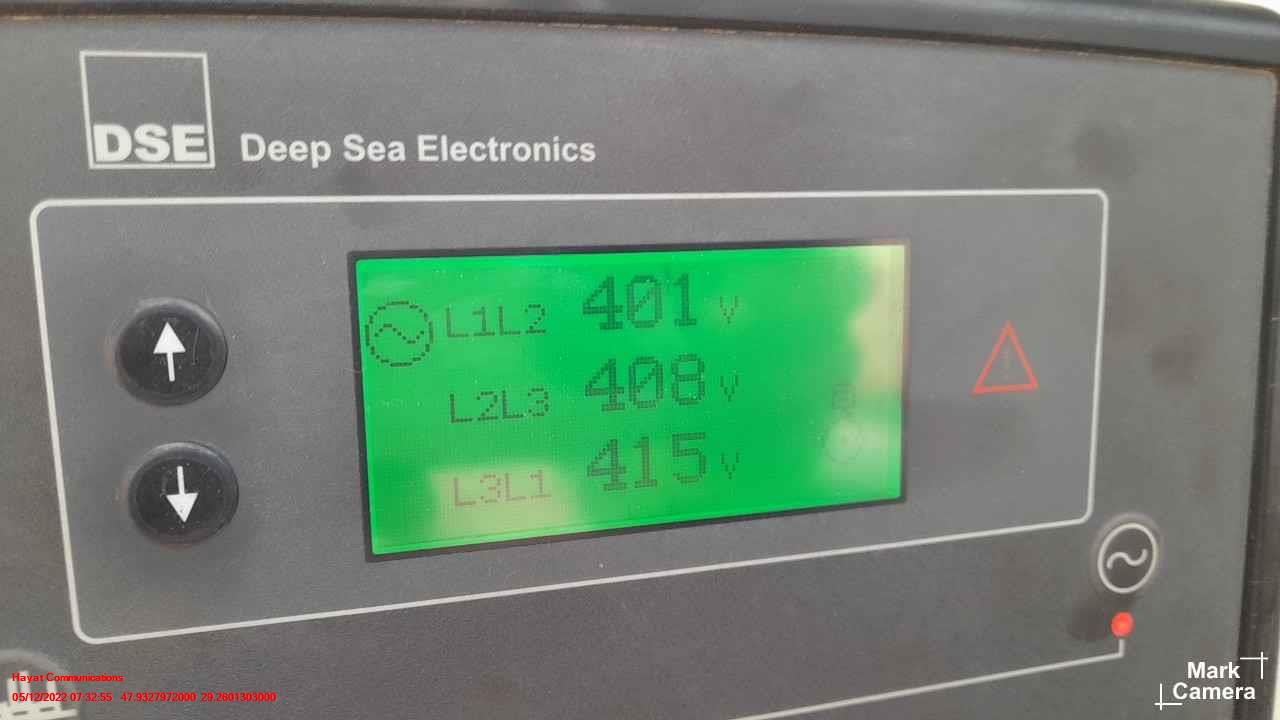 DSE
Deep Sea Electronics
L1L2 401 V
L2L3 408 V
L3L1 415 V
Hayat Communications
05/12/2022 07:32:55 47.9327972000 29.2601303000
Mark
Camera